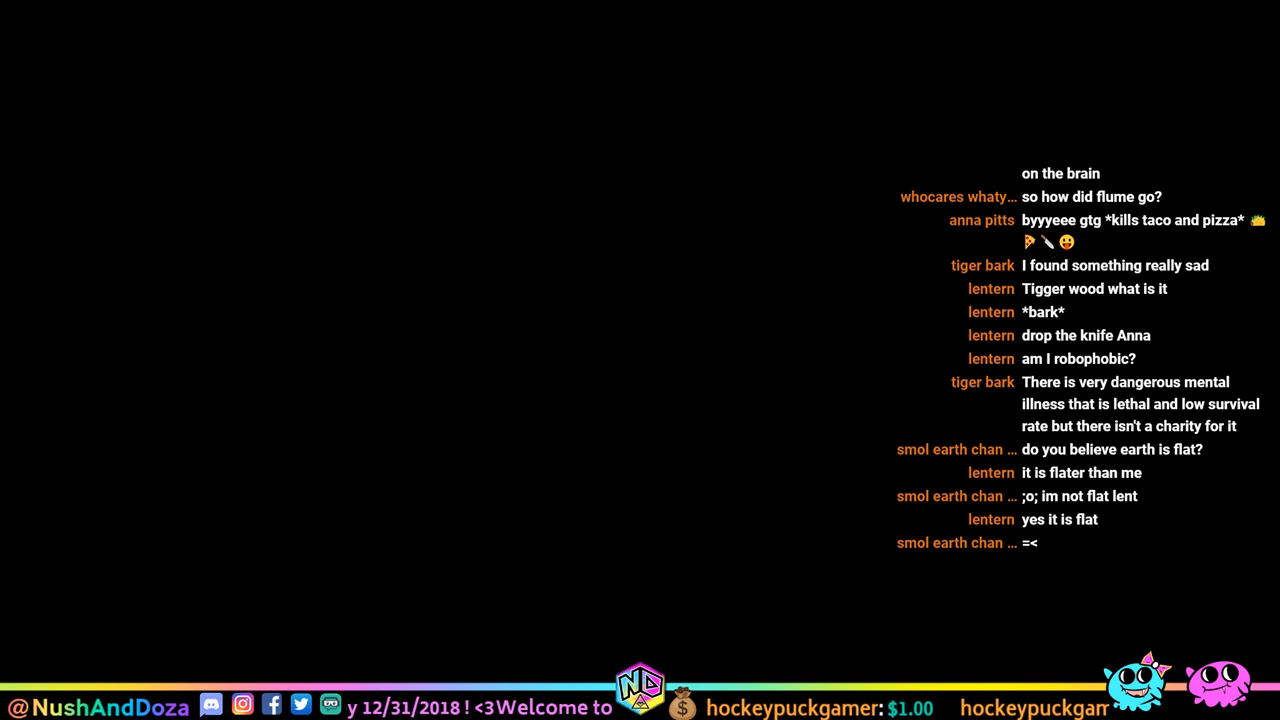 on the brain
whocares whaty… so how did flume go?
anna pitts byyyeee gtg *kills taco and pizza* 🌮
🍕 🔪 😛
tiger bark I found something really sad
lentern Tigger wood what is it
lentern *bark*
lentern drop the knife Anna
lentern am I robophobic?
tiger bark There is very dangerous mental
illness that is lethal and low survival
rate but there isn't a charity for it
smol earth chan … do you believe earth is flat?
lentern it is flater than me
smol earth chan … ;o; im not flat lent
lentern yes it is flat
smol earth chan … =<
@NushAndDoza y 12/31/2018 ! <3Welcome to ND hockeypuckgamer: $1.00 hockeypuckgam